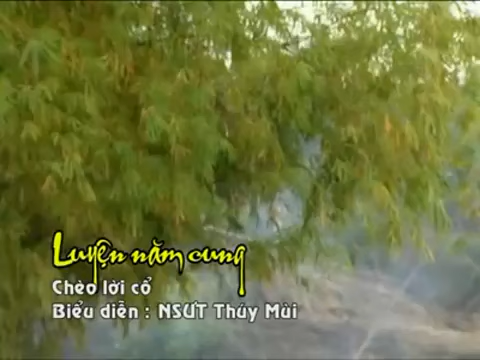 Luyện năm cung
Chèo lời cổ
Biểu diễn : NSƯT Thúy Mùi